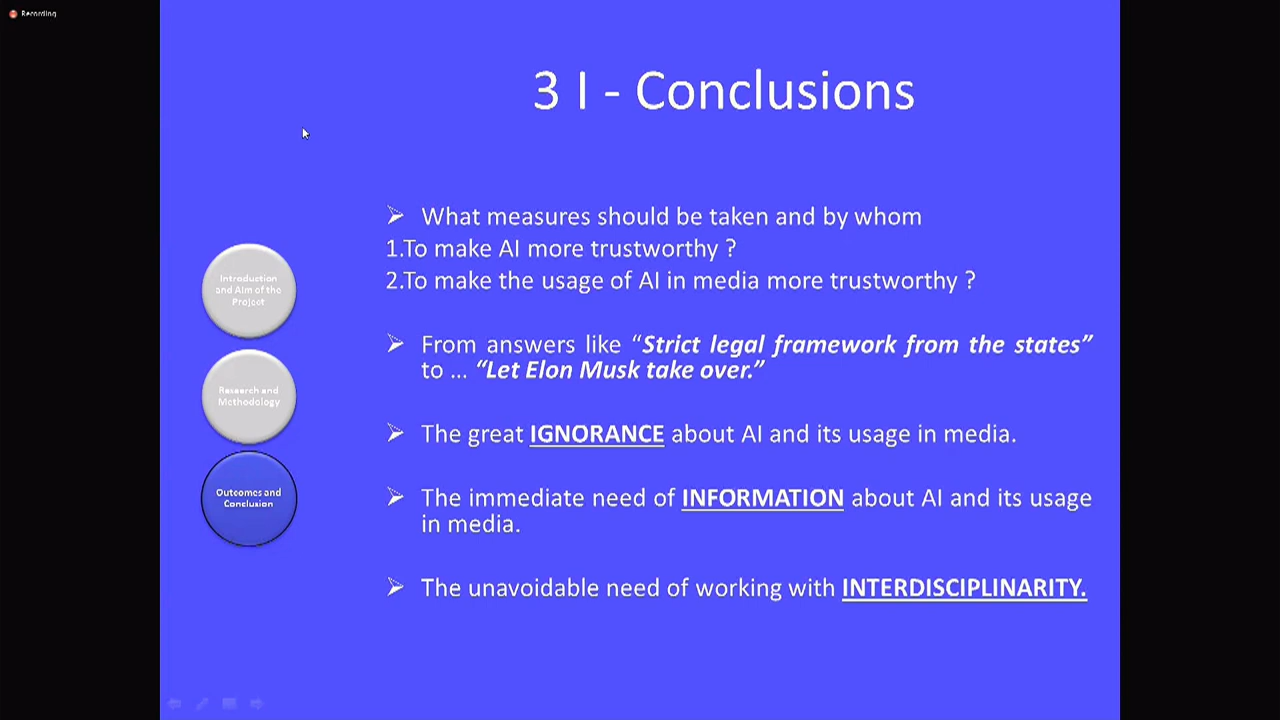 Recording
3 I - Conclusions
What measures should be taken and by whom
1.To make AI more trustworthy ?
2.To make the usage of AI in media more trustworthy ?
From answers like “Strict legal framework from the states”
to ... “Let Elon Musk take over.”
The great IGNORANCE about AI and its usage in media.
The immediate need of INFORMATION about AI and its usage
in media.
The unavoidable need of working with INTERDISCIPLINARITY.
Introduction
and Aim of the
Project
Research and
Methodology
Outcomes and
Conclusion